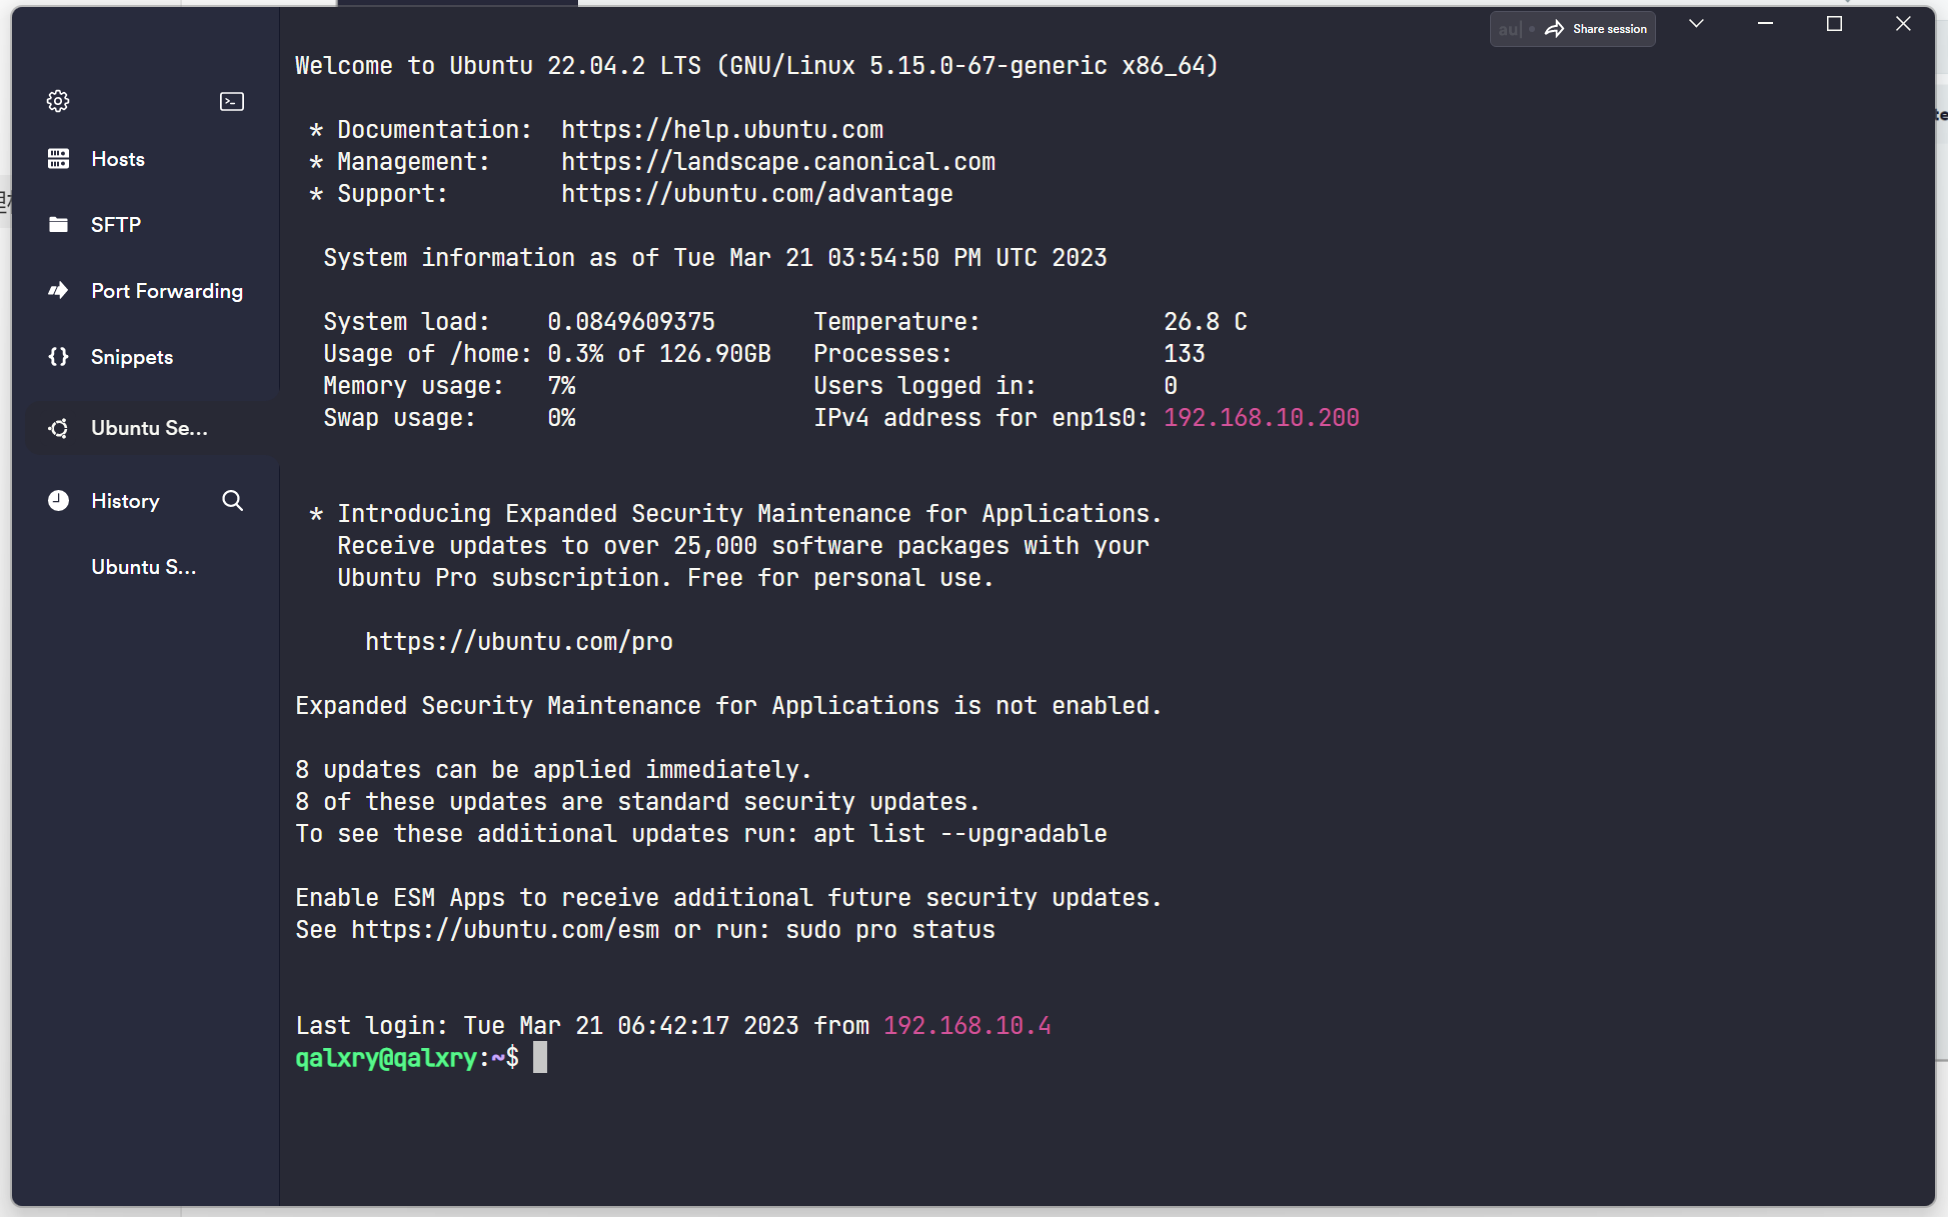 au| • Share session
Hosts
SFTP
Port Forwarding
Snippets
Ubuntu Se...
History
Ubuntu S...
Welcome to Ubuntu 22.04.2 LTS (GNU/Linux 5.15.0-67-generic x86_64)
* Documentation:  https://help.ubuntu.com
* Management:     https://landscape.canonical.com
* Support:        https://ubuntu.com/advantage
System information as of Tue Mar 21 03:54:50 PM UTC 2023
System load:    0.0849609375       Temperature:             26.8 C
Usage of /home: 0.3% of 126.90GB   Processes:               133
Memory usage:   7%                 Users logged in:         0
Swap usage:     0%                 IPv4 address for enp1s0: 192.168.10.200
* Introducing Expanded Security Maintenance for Applications.
Receive updates to over 25,000 software packages with your
Ubuntu Pro subscription. Free for personal use.
https://ubuntu.com/pro
Expanded Security Maintenance for Applications is not enabled.
8 updates can be applied immediately.
8 of these updates are standard security updates.
To see these additional updates run: apt list --upgradable
Enable ESM Apps to receive additional future security updates.
See https://ubuntu.com/esm or run: sudo pro status
Last login: Tue Mar 21 06:42:17 2023 from 192.168.10.4
qalxry@qalxry:~$